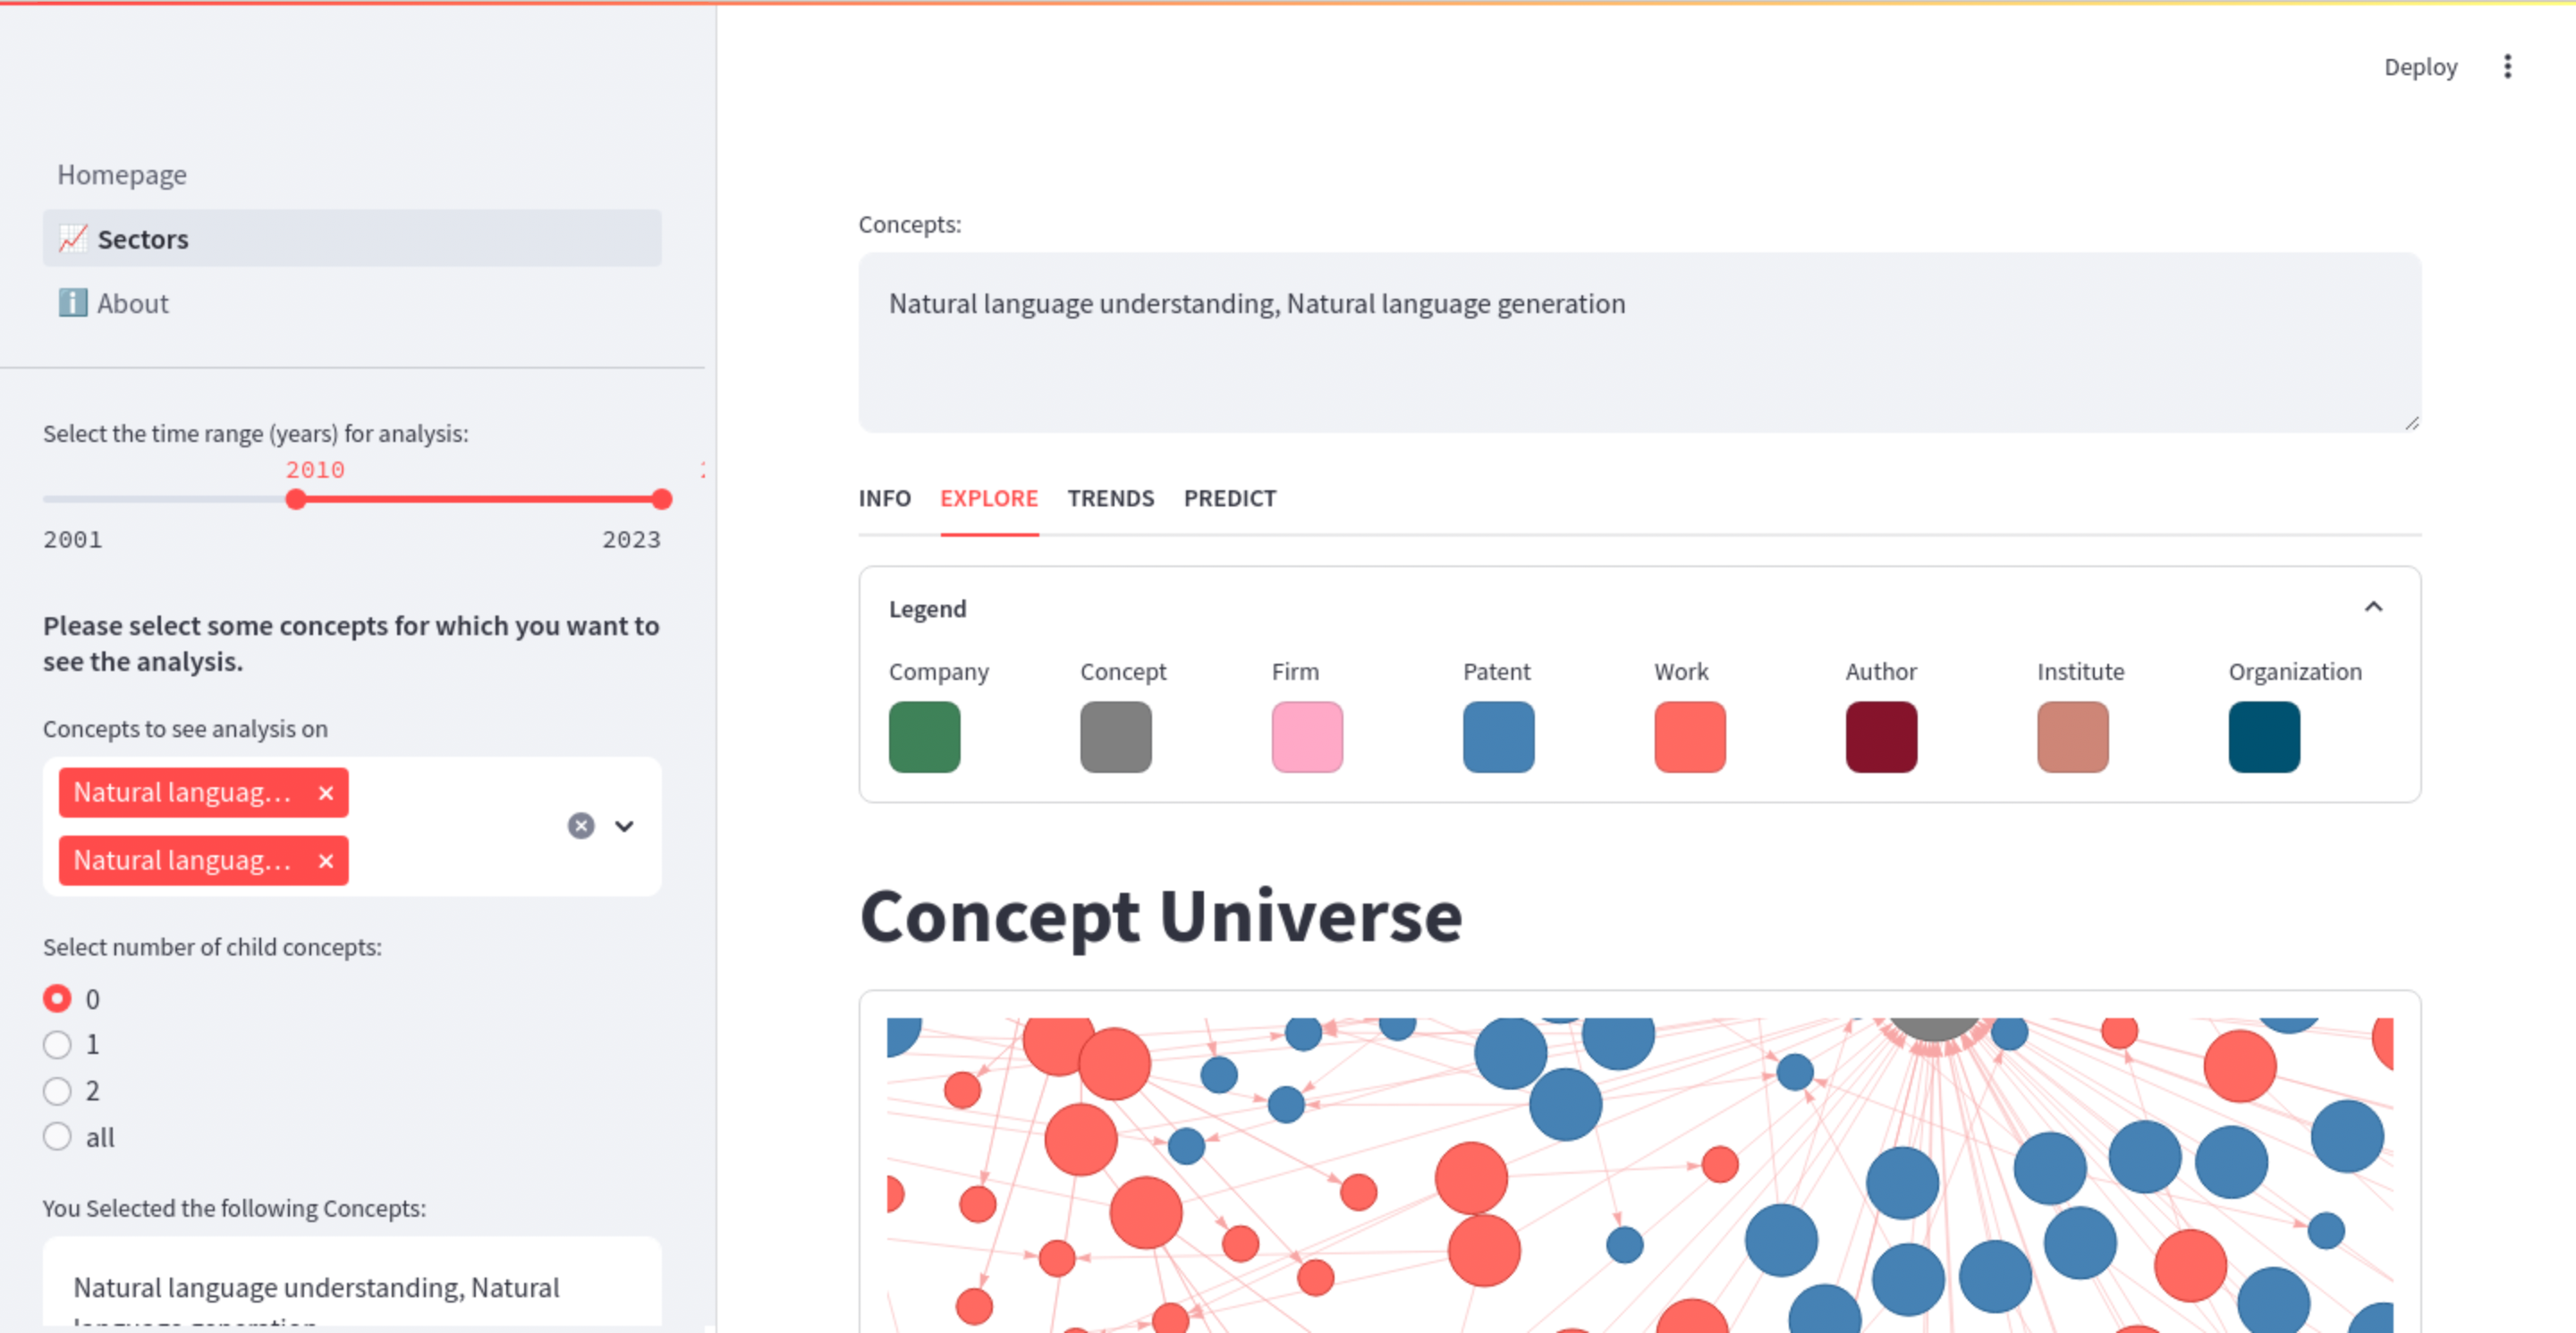 Deploy
Homepage
Sectors
About
Select the time range (years) for analysis:
2010
2001
2023
Please select some concepts for which you want to
see the analysis.
Concepts to see analysis on
Natural languag...
Natural languag...
Select number of child concepts:
0
1
2
all
You Selected the following Concepts:
Natural language understanding, Natural
language generation
Concepts:
Natural language understanding, Natural language generation
INFO EXPLORE TRENDS PREDICT
Legend
Company Concept Firm Patent Work Author Institute Organization
Concept Universe